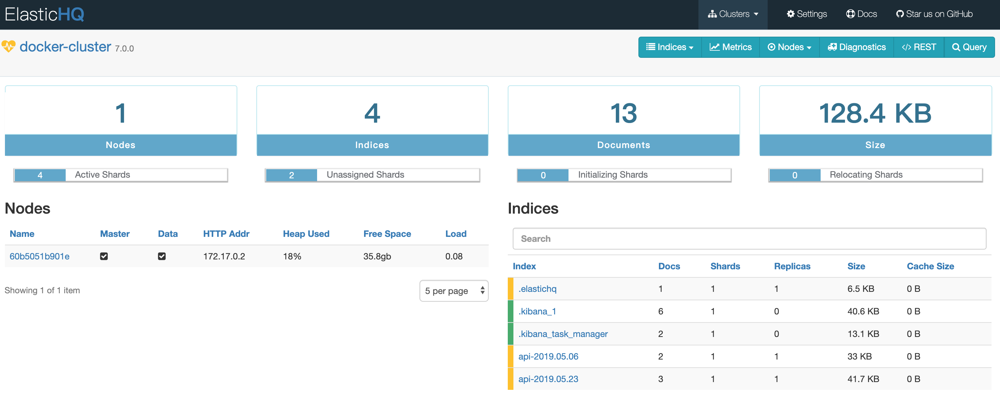 ElasticHQ Clusters Settings Docs Star us on GitHub
docker-cluster 7.0.0 Indices Metrics Nodes Diagnostics </> REST Query
1 4 13 128.4 KB
Nodes Indices Documents Size
4 Active Shards 2 Unassigned Shards 0 Initializing Shards 0 Relocating Shards
Nodes
Name Master Data HTTP Addr Heap Used Free Space Load
60b5051b901e 172.17.0.2 18% 35.8gb 0.08
Showing 1 of 1 item 5 per page
Indices
Search
Index Docs Shards Replicas Size Cache Size
.elastichq 1 1 1 6.5 KB 0 B
.kibana_1 6 1 0 40.6 KB 0 B
.kibana_task_manager 2 1 0 13.1 KB 0 B
api-2019.05.06 2 1 1 33 KB 0 B
api-2019.05.23 3 1 1 41.7 KB 0 B